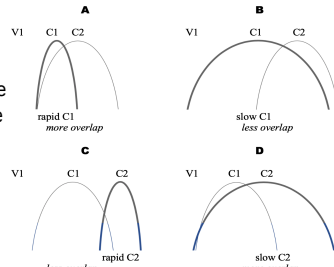 A
B
V1 C1 C2
V1 C1 C2
e
e
rapid C1
more overlap
slow C1
less overlap
C
D
V1 C1 C2
V1 C1 C2
rapid C2
slow C2